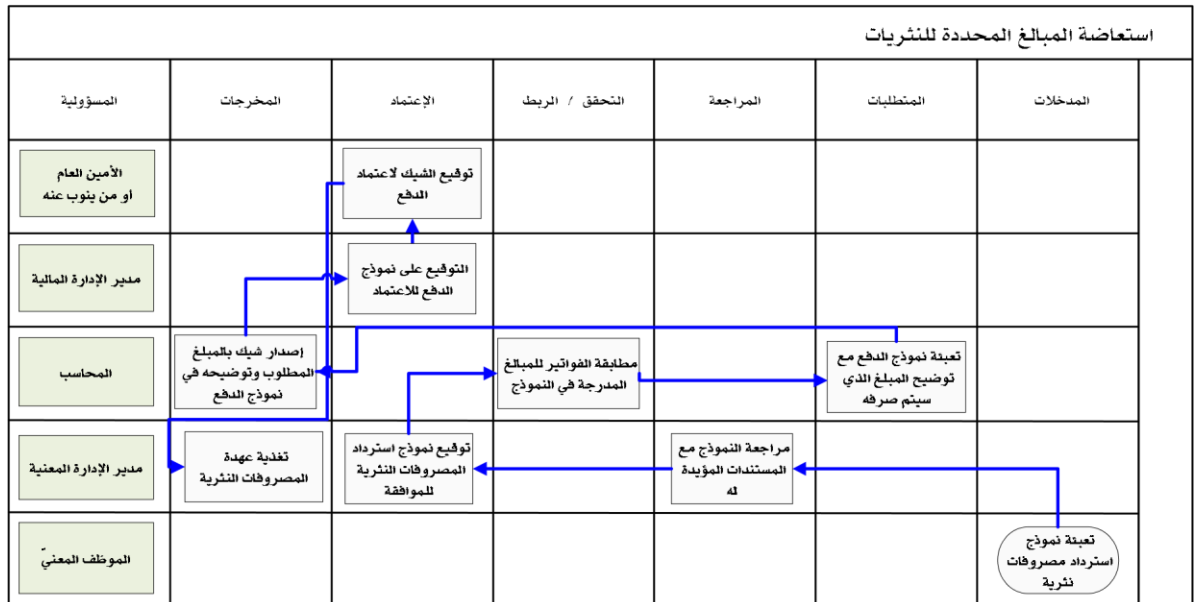 استعاضة المبالغ المحددة للنثريات
المدخلات
المتطلبات
المراجعة
التحقق / الربط
الإعتماد
المخرجات
المسؤولية
توقيع الشيك لاعتماد
الدفع
الأمين العام
أو من ينوب عنه
التوقيع على نموذج
الدفع للاعتماد
مدير الإدارة المالية
تعبئة نموذج الدفع مع
توضيح المبلغ الذي
سيتم صرفه
مطابقة الفواتير للمبالغ
المدرجة في النموذج
إصدار شيك بالمبلغ
المطلوب وتوضيحه في
نموذج الدفع
المحاسب
مراجعة النموذج مع
المستندات المؤيدة
له
توقيع نموذج استرداد
المصروفات النثرية
للموافقة
تغذية عهدة
المصروفات النثرية
مدير الإدارة المعنية
تعبئة نموذج
استرداد مصروفات
نثرية
الموظف المعنيّ